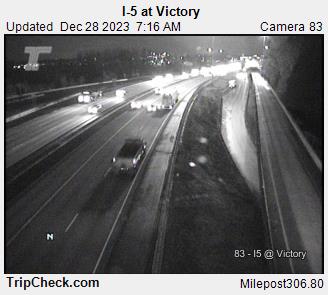 I-5 at Victory
Updated Dec 28 2023 7:16 AM Camera 83
T
N
83 - I5 @ Victory
TripCheck.com Milepost306.80